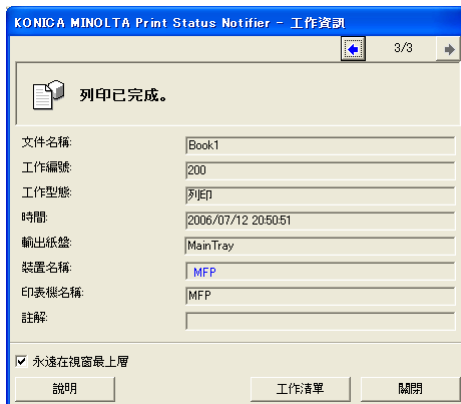 KONICA MINOLTA Print Status Notifier - 工作資訊
3/3
列印已完成。
文件名稱: Book1
工作編號: 200
工作型態: 列印
時間: 2006/07/12 20:50:51
輸出紙盤: MainTray
裝置名稱: MFP
印表機名稱: MFP
註解:
永遠在視窗最上層
說明 工作清單 關閉